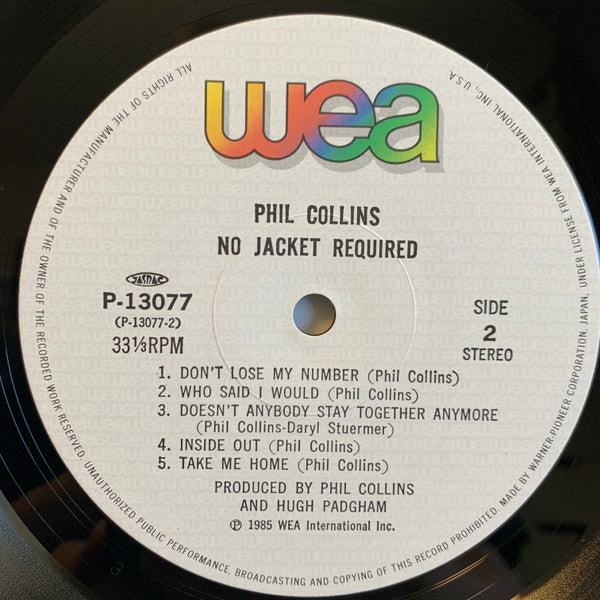 wea
PHIL COLLINS
NO JACKET REQUIRED
JASRAC
P-13077
(P-13077-2)
33⅓RPM
SIDE
2
STEREO
1. DON'T LOSE MY NUMBER (Phil Collins)
2. WHO SAID I WOULD (Phil Collins)
3. DOESN'T ANYBODY STAY TOGETHER ANYMORE
(Phil Collins-Daryl Stuermer)
4. INSIDE OUT (Phil Collins)
5. TAKE ME HOME (Phil Collins)
PRODUCED BY PHIL COLLINS
AND HUGH PADGHAM
Ⓟ 1985 WEA International Inc.
ALL RIGHTS OF THE MANUFACTURER AND OF THE OWNER OF THE RECORDED WORK RESERVED. UNAUTHORIZED PUBLIC PERFORMANCE, BROADCASTING AND COPYING OF THIS RECORD PROHIBITED. MADE BY WARNER-PIONEER CORPORATION, JAPAN, UNDER LICENSE FROM WEA INTERNATIONAL INC., U.S.A.
3